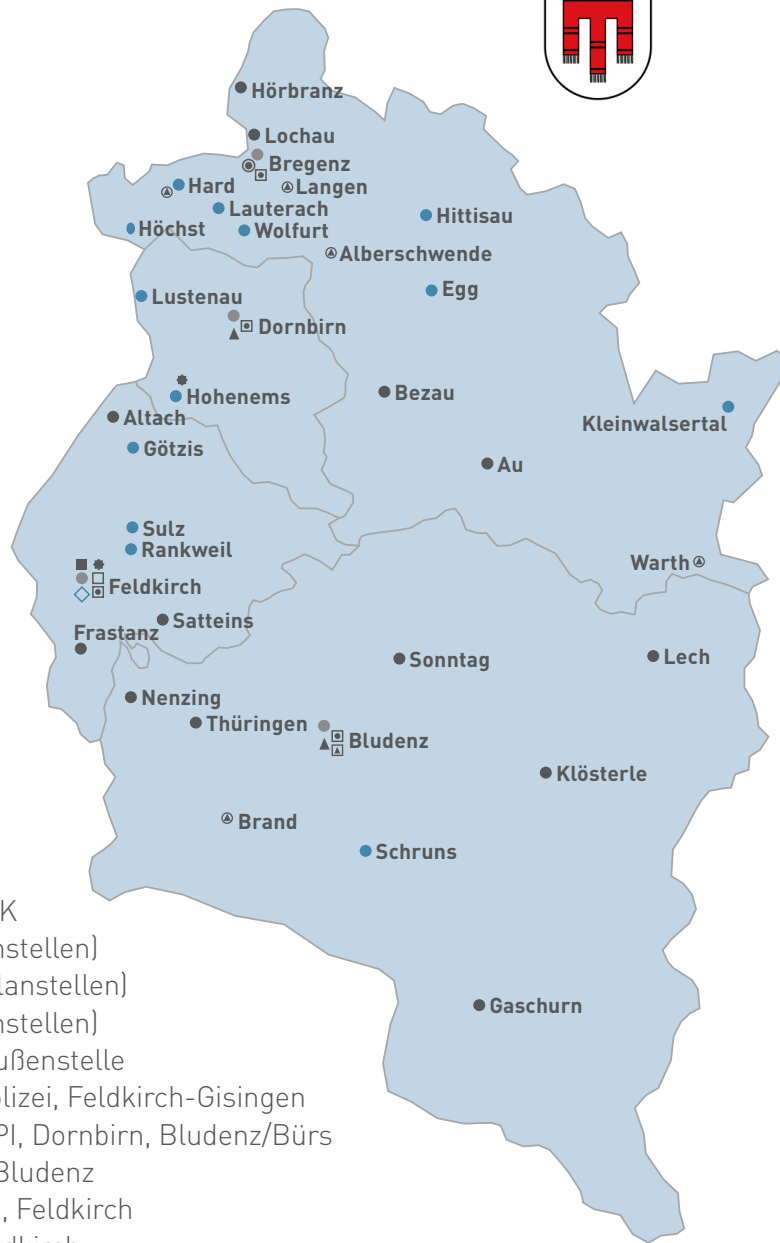 Hörbranz
Lochau
Bregenz
Hard
Langen
Lauterach
Hittisau
Höchst
Wolfurt
Alberschwende
Egg
Lustenau
Dornbirn
Bezau
Hohenems
Altach
Kleinwalsertal
Götzis
Au
Sulz
Rankweil
Warth
Feldkirch
Satteins
Frastanz
Sonntag
Lech
Nenzing
Thüringen
Bludenz
Klösterle
Brand
Schruns
K
nstellen)
lanstellen)
nstellen)
Gaschurn
ußenstelle
lizei, Feldkirch-Gisingen
PI, Dornbirn, Bludenz/Bürs
Bludenz
, Feldkirch